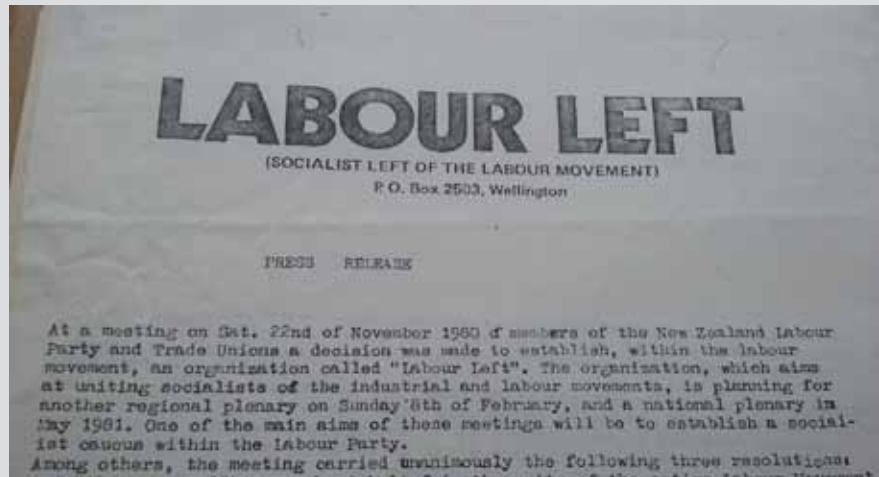 LABOUR LEFT
(SOCIALIST LEFT OF THE LABOUR MOVEMENT)
P.O. Box 2503, Wellington
PRESS RELEASE
At a meeting on Sat. 22nd of November 1980 of members of the New Zealand Labour
Party and Trade Unions a decision was made to establish, within the labour
movement, an organization called "Labour Left". The organization, which aims
at uniting socialists of the industrial and labour movements, is planning for
another regional plenary on Sunday 8th of February, and a national plenary in
May 1981. One of the main aims of these meetings will be to establish a social-
ist caucus within the Labour Party.
Among others, the meeting carried unanimously the following three resolutions: